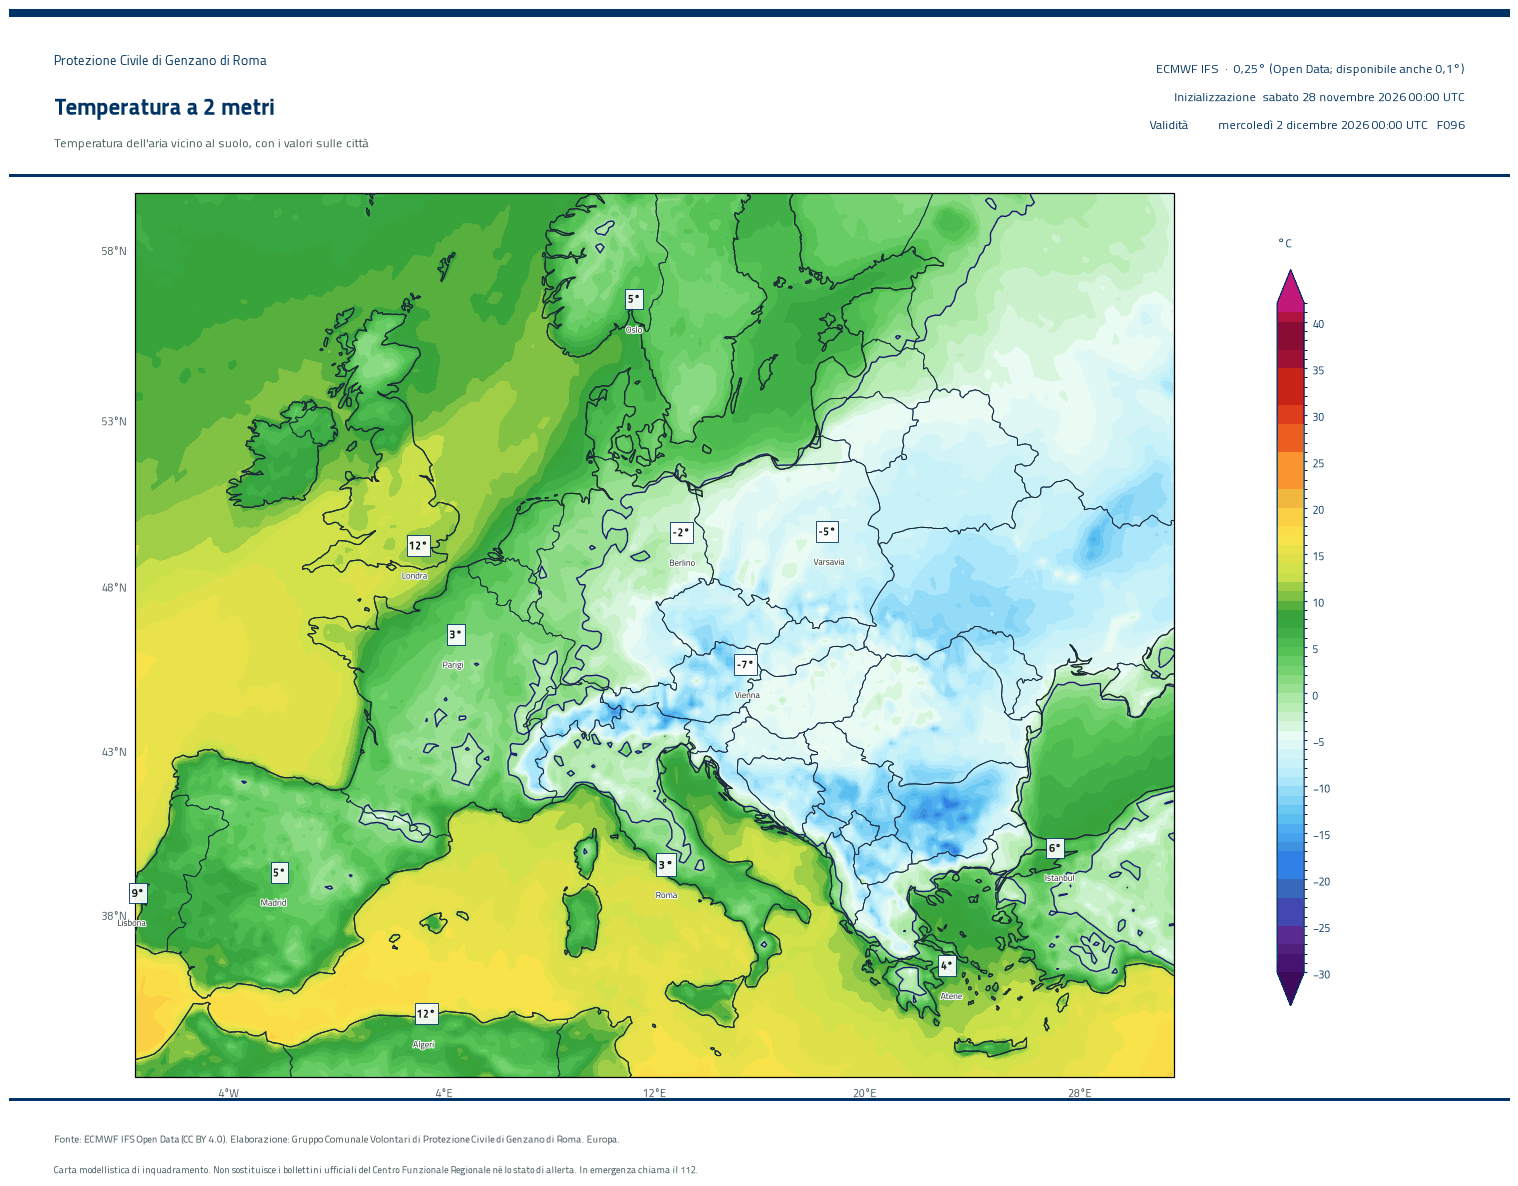 Protezione Civile di Genzano di Roma
Temperatura a 2 metri
Temperatura dell'aria vicino al suolo, con i valori sulle città
ECMWF IFS · 0,25° (Open Data; disponibile anche 0,1°)
Inizializzazione sabato 28 novembre 2026 00:00 UTC
Validità mercoledì 2 dicembre 2026 00:00 UTC F096
58°N
53°N
48°N
43°N
38°N
4°W
4°E
12°E
20°E
28°E
5°
Oslo
12°
Londra
-2°
Berlino
-5°
Varsavia
3°
Parigi
-7°
Vienna
9°
Lisbona
5°
Madrid
3°
Roma
6°
Istanbul
4°
Atene
12°
Algeri
°C
40
35
30
25
20
15
10
5
0
−5
−10
−15
−20
−25
−30
Fonte: ECMWF IFS Open Data (CC BY 4.0). Elaborazione: Gruppo Comunale Volontari di Protezione Civile di Genzano di Roma. Europa.
Carta modellistica di inquadramento. Non sostituisce i bollettini ufficiali del Centro Funzionale Regionale né lo stato di allerta. In emergenza chiama il 112.